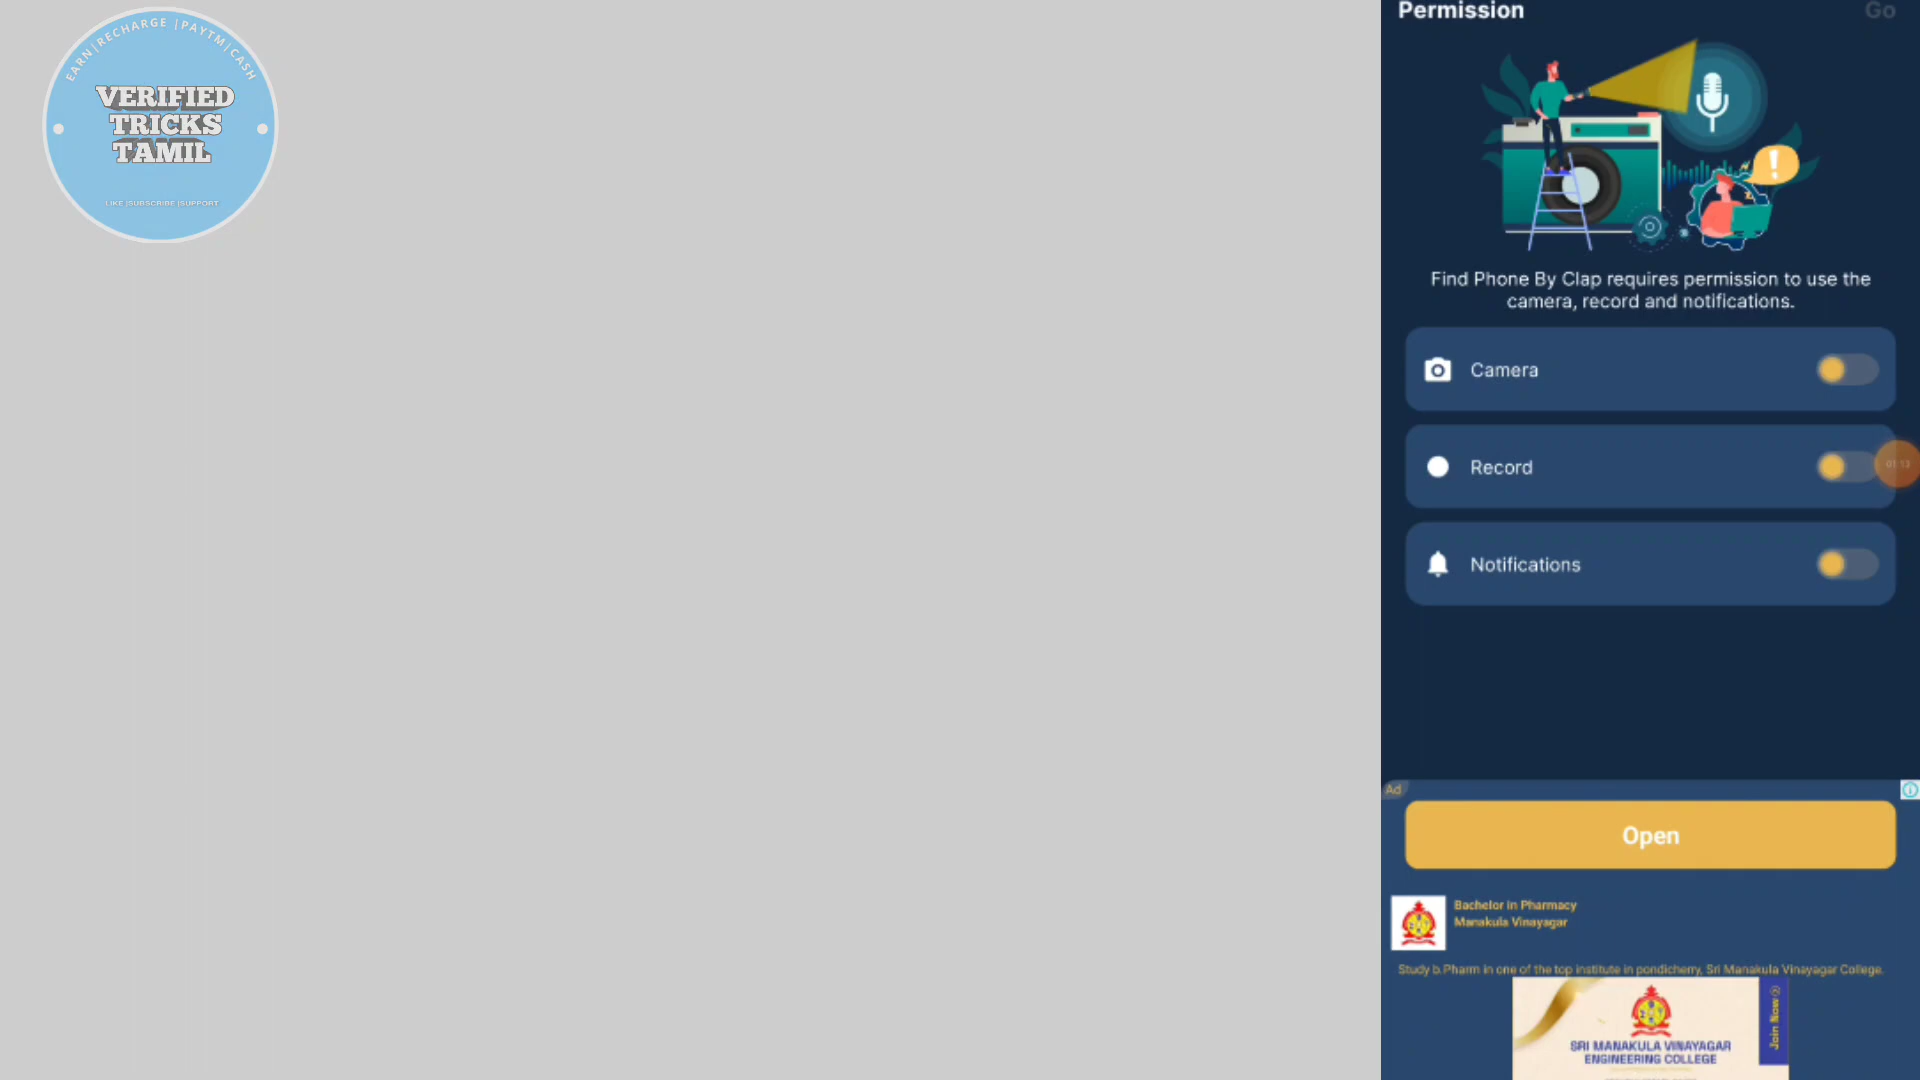 EARN|RECHARGE |PAYTM|CASH
VERIFIED
TRICKS
TAMIL
LIKE |SUBSCRIBE |SUPPORT
Permission
Go
Find Phone By Clap requires permission to use the
camera, record and notifications.
Camera
Record
01:13
Notifications
Ad
Open
Bachelor In Pharmacy
Manakula Vinayagar
Study b.Pharm in one of the top institute in pondicherry, Sri Manakula Vinayagar College.
Join Now
SRI MANAKULA VINAYAGAR
ENGINEERING COLLEGE